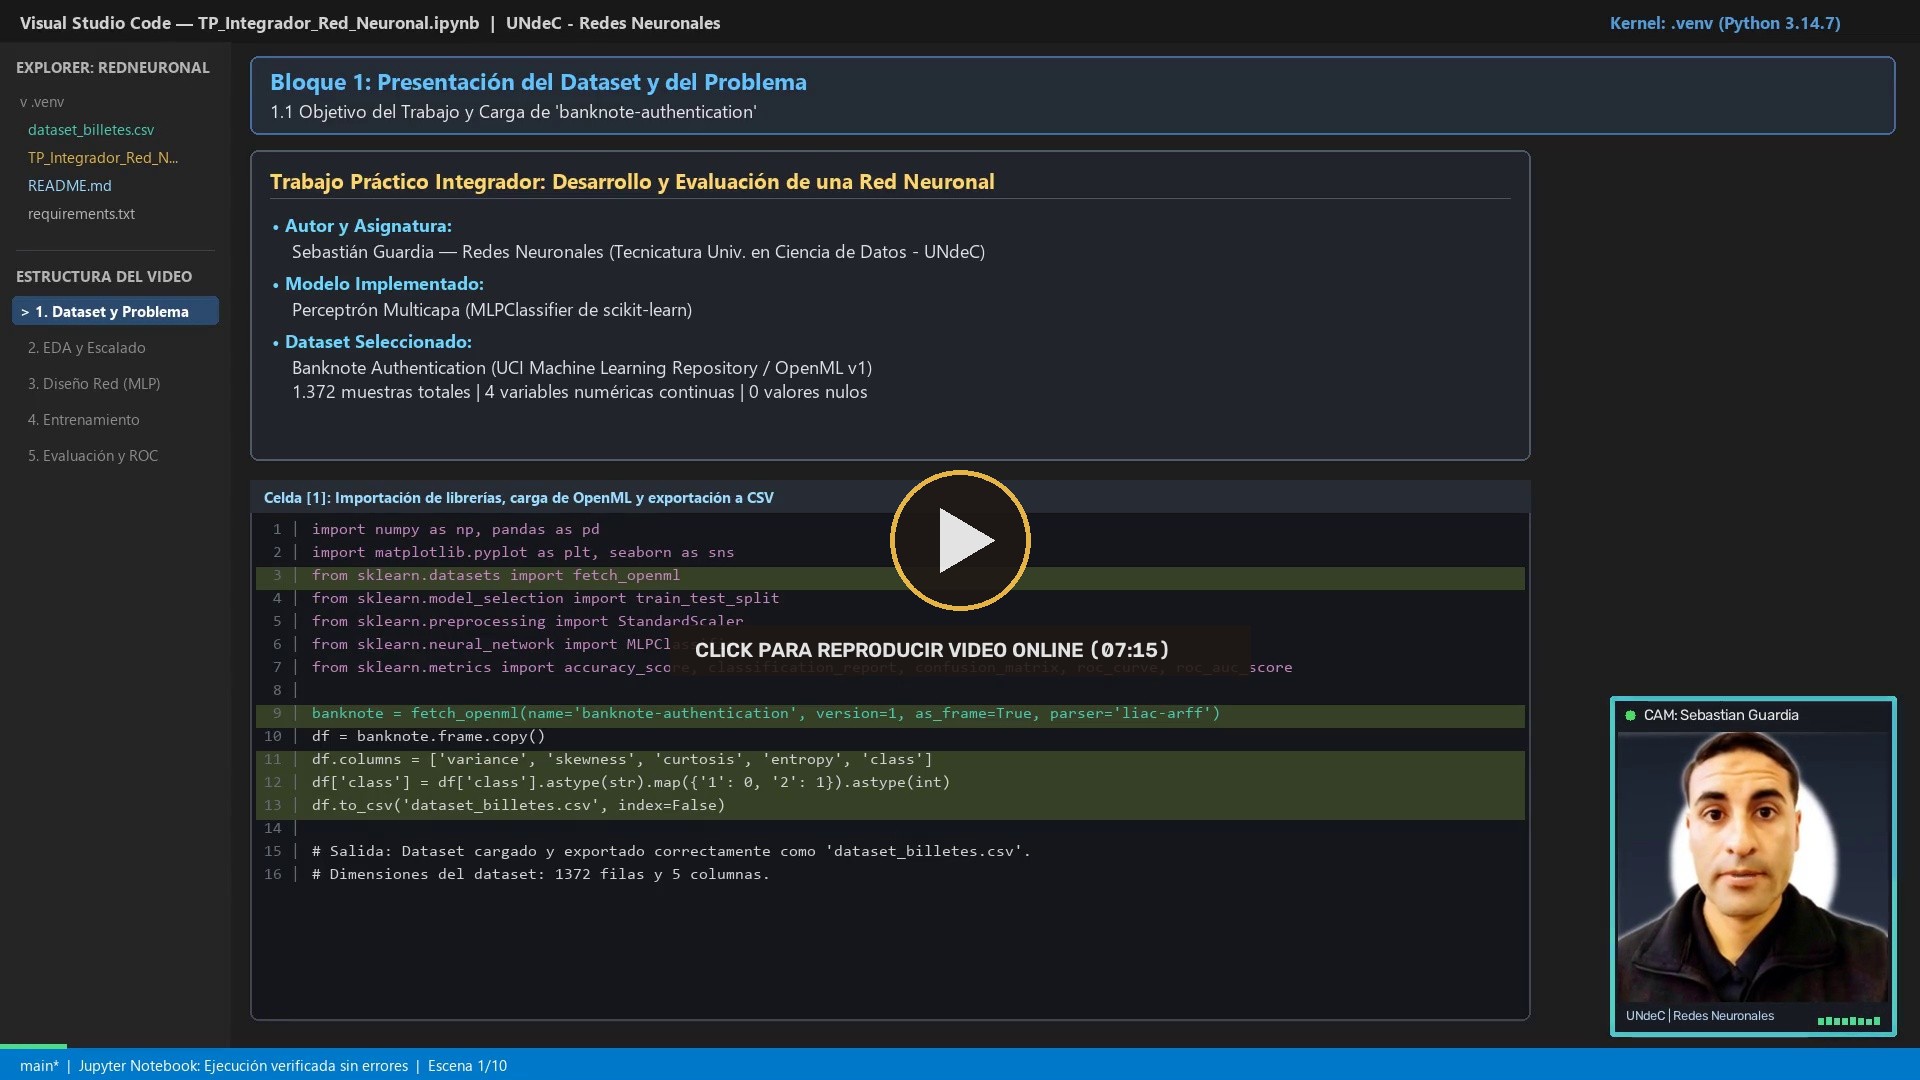 Visual Studio Code — TP_Integrador_Red_Neuronal.ipynb | UNdeC - Redes Neuronales
Kernel: .venv (Python 3.14.7)
EXPLORER: REDNEURONAL
v .venv
dataset_billetes.csv
TP_Integrador_Red_N...
README.md
requirements.txt
ESTRUCTURA DEL VIDEO
> 1. Dataset y Problema
2. EDA y Escalado
3. Diseño Red (MLP)
4. Entrenamiento
5. Evaluación y ROC
Bloque 1: Presentación del Dataset y del Problema
1.1 Objetivo del Trabajo y Carga de 'banknote-authentication'
Trabajo Práctico Integrador: Desarrollo y Evaluación de una Red Neuronal
• Autor y Asignatura:
Sebastián Guardia — Redes Neuronales (Tecnicatura Univ. en Ciencia de Datos - UNdeC)
• Modelo Implementado:
Perceptrón Multicapa (MLPClassifier de scikit-learn)
• Dataset Seleccionado:
Banknote Authentication (UCI Machine Learning Repository / OpenML v1)
1.372 muestras totales | 4 variables numéricas continuas | 0 valores nulos
Celda [1]: Importación de librerías, carga de OpenML y exportación a CSV
1 | import numpy as np, pandas as pd
2 | import matplotlib.pyplot as plt, seaborn as sns
3 | from sklearn.datasets import fetch_openml
4 | from sklearn.model_selection import train_test_split
5 | from sklearn.preprocessing import StandardScaler
6 | from sklearn.neural_network import
CLICK PARA REPRODUCIR VIDEO ONLINE (07:15)
7 | from sklearn.metrics import accuracy_score, classification_report, confusion_matrix, roc_curve, roc_auc_score
8 |
9 | banknote = fetch_openml(name='banknote-authentication', version=1, as_frame=True, parser='liac-arff')
10 | df = banknote.frame.copy()
11 | df.columns = ['variance', 'skewness', 'curtosis', 'entropy', 'class']
12 | df['class'] = df['class'].astype(str).map({'1': 0, '2': 1}).astype(int)
13 | df.to_csv('dataset_billetes.csv', index=False)
14 |
15 | # Salida: Dataset cargado y exportado correctamente como 'dataset_billetes.csv'.
16 | # Dimensiones del dataset: 1372 filas y 5 columnas.
CAM: Sebastian Guardia
UNdeC | Redes Neuronales
main* | Jupyter Notebook: Ejecución verificada sin errores | Escena 1/10